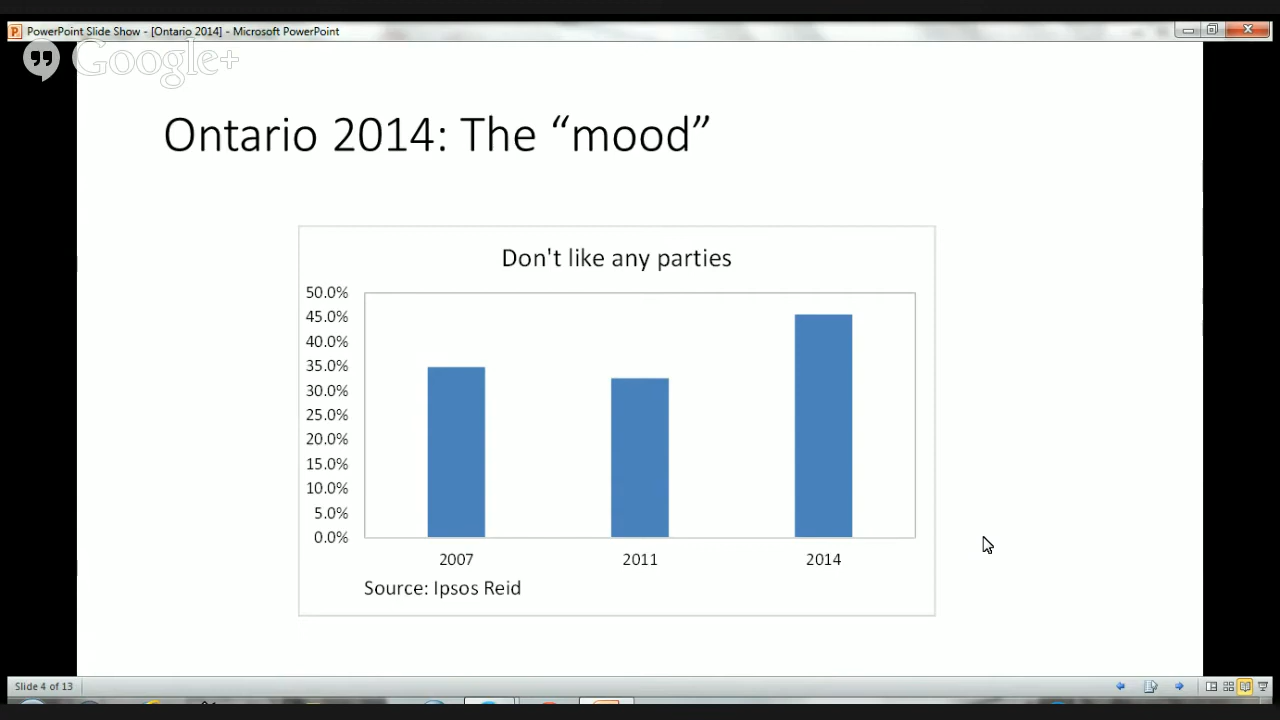 PowerPoint Slide Show - [Ontario 2014] - Microsoft PowerPoint
Google+
Ontario 2014: The “mood”
Don't like any parties
50.0%
45.0%
40.0%
35.0%
30.0%
25.0%
20.0%
15.0%
10.0%
5.0%
0.0%
2007 2011 2014
Source: Ipsos Reid
Slide 4 of 13